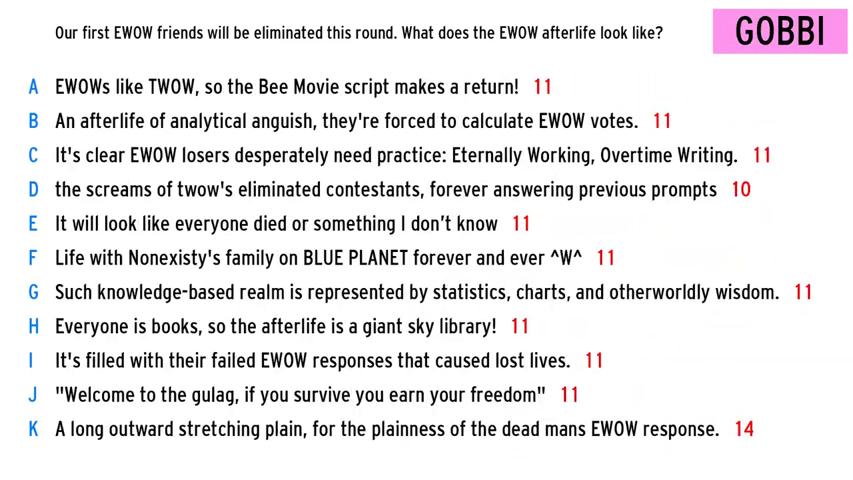 Our first EWOW friends will be eliminated this round. What does the EWOW afterlife look like?
GOBBI
A EWOWs like TWOW, so the Bee Movie script makes a return! 11
B An afterlife of analytical anguish, they're forced to calculate EWOW votes. 11
C It's clear EWOW losers desperately need practice: Eternally Working, Overtime Writing. 11
D the screams of twow's eliminated contestants, forever answering previous prompts 10
E It will look like everyone died or something I don't know 11
F Life with Nonexisty's family on BLUE PLANET forever and ever ^W^ 11
G Such knowledge-based realm is represented by statistics, charts, and otherworldly wisdom. 11
H Everyone is books, so the afterlife is a giant sky library! 11
I It's filled with their failed EWOW responses that caused lost lives. 11
J "Welcome to the gulag, if you survive you earn your freedom" 11
K A long outward stretching plain, for the plainness of the dead mans EWOW response. 14